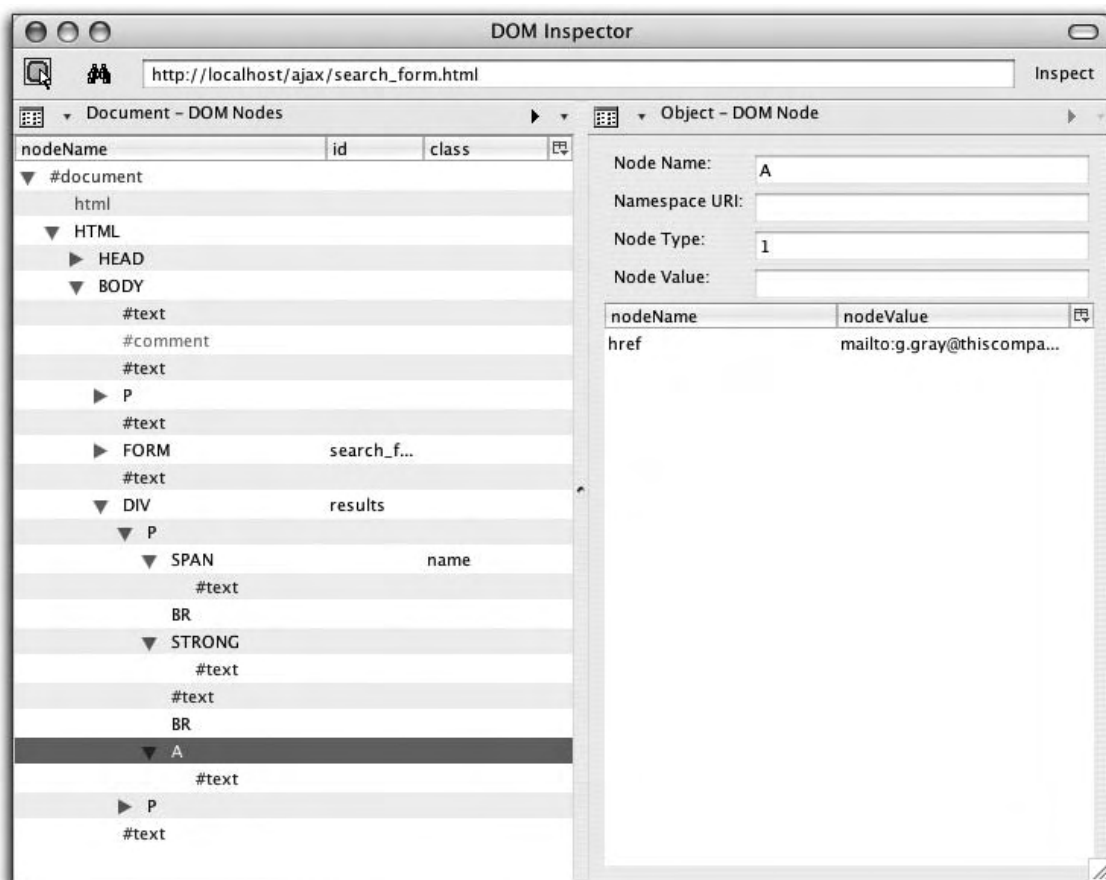 DOM Inspector
http://localhost/ajax/search_form.html
Inspect
Document – DOM Nodes
nodeName id class
#document
html
HTML
HEAD
BODY
#text
#comment
#text
P
#text
FORM search_f...
#text
DIV results
P
SPAN name
#text
BR
STRONG
#text
#text
BR
A
#text
P
#text
Object – DOM Node
Node Name: A
Namespace URI:
Node Type: 1
Node Value:
nodeName nodeValue
href mailto:g.gray@thiscompa...